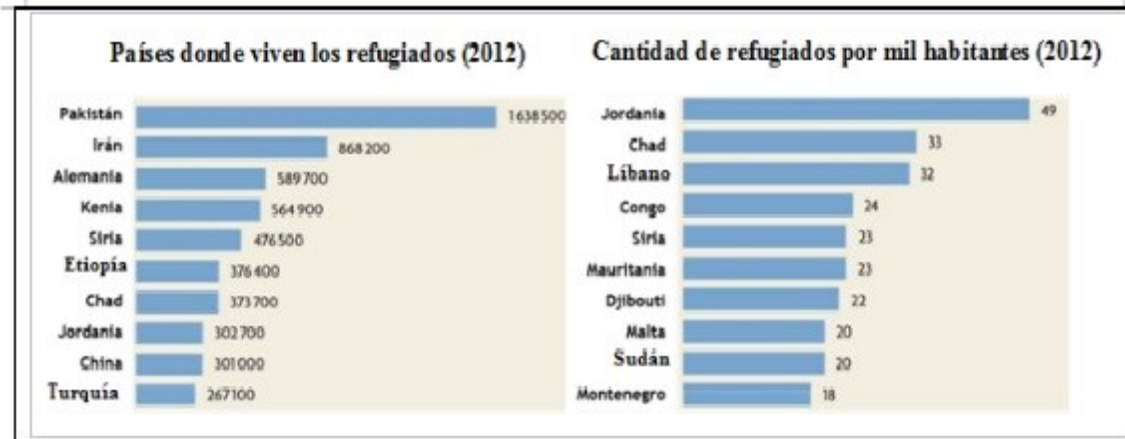 Países donde viven los refugiados (2012)
Pakistán 1638500
Irán 868200
Alemania 589700
Kenia 564900
Siria 476500
Etiopía 376400
Chad 373700
Jordania 302700
China 301000
Turquía 267100
Cantidad de refugiados por mil habitantes (2012)
Jordania 49
Chad 33
Líbano 32
Congo 24
Siria 23
Mauritania 23
Djibouti 22
Malta 20
Sudán 20
Montenegro 18